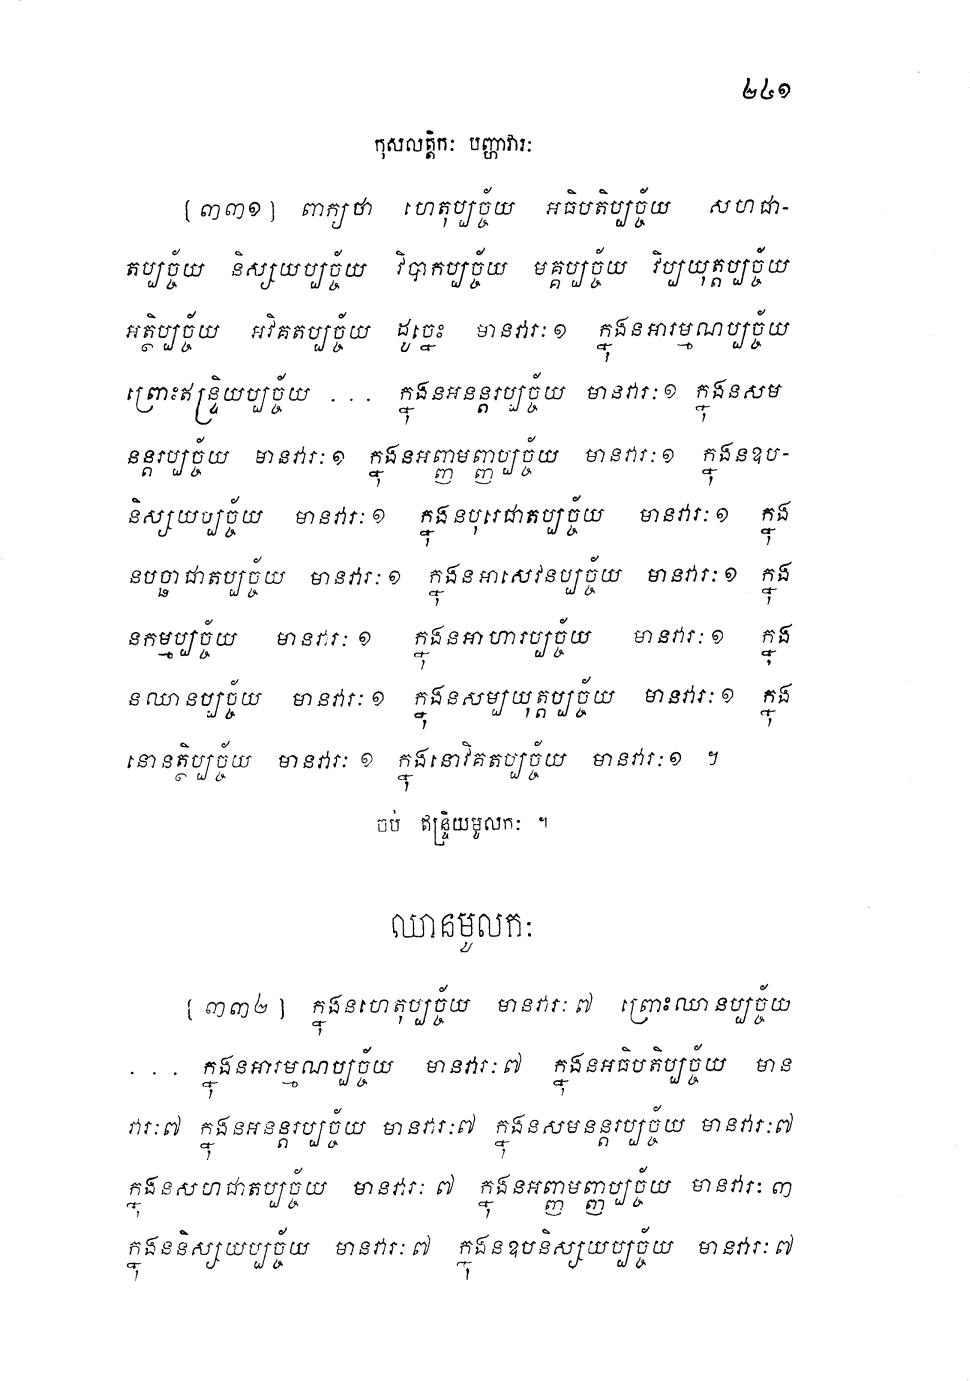 ២៤១
កុសលត្តិកៈ បញ្ហាវារៈ
[៣៣១] ពាក្យថា ហេតុប្បច្ច័យ អធិបតិប្បច្ច័យ សហជា-
តប្បច្ច័យ និស្សយប្បច្ច័យ វិបាកប្បច្ច័យ មគ្គប្បច្ច័យ វិប្បយុត្តប្បច្ច័យ
អត្ថិប្បច្ច័យ អវិគតប្បច្ច័យ ដូច្នេះ មានវារៈ១ ក្នុងនអារម្មណប្បច្ច័យ
ព្រោះឥន្ទ្រិយប្បច្ច័យ ... ក្នុងនអនន្តរប្បច្ច័យ មានវារៈ១ ក្នុងនសម
នន្តរប្បច្ច័យ មានវារៈ១ ក្នុងនអញ្ញមញ្ញប្បច្ច័យ មានវារៈ១ ក្នុងនឧប-
និស្សយប្បច្ច័យ មានវារៈ១ ក្នុងនបុរេជាតប្បច្ច័យ មានវារៈ១ ក្នុង
នបច្ឆាជាតប្បច្ច័យ មានវារៈ១ ក្នុងនអាសេវនប្បច្ច័យ មានវារៈ១ ក្នុង
នកម្មប្បច្ច័យ មានវារៈ១ ក្នុងនអាហារប្បច្ច័យ មានវារៈ១ ក្នុង
នឈានប្បច្ច័យ មានវារៈ១ ក្នុងនសម្បយុត្តប្បច្ច័យ មានវារៈ១ ក្នុង
នោនត្ថិប្បច្ច័យ មានវារៈ ១ ក្នុងនោវិគតប្បច្ច័យ មានវារៈ១ ។
ចប់ ឥន្ទ្រិយមូលកៈ ។
ឈានមូលកៈ
[៣៣២] ក្នុងនហេតុប្បច្ច័យ មានវារៈ៧ ព្រោះឈានប្បច្ច័យ
... ក្នុងនអារម្មណប្បច្ច័យ មានវារៈ៧ ក្នុងនអធិបតិប្បច្ច័យ មាន
វារៈ៧ ក្នុងនអនន្តរប្បច្ច័យ មានវារៈ៧ ក្នុងនសមនន្តរប្បច្ច័យ មានវារៈ៧
ក្នុងនសហជាតប្បច្ច័យ មានវារៈ ៧ ក្នុងនអញ្ញមញ្ញប្បច្ច័យ មានវារៈ ៣
ក្នុងននិស្សយប្បច្ច័យ មានវារៈ៧ ក្នុងនឧបនិស្សយប្បច្ច័យ មានវារៈ៧